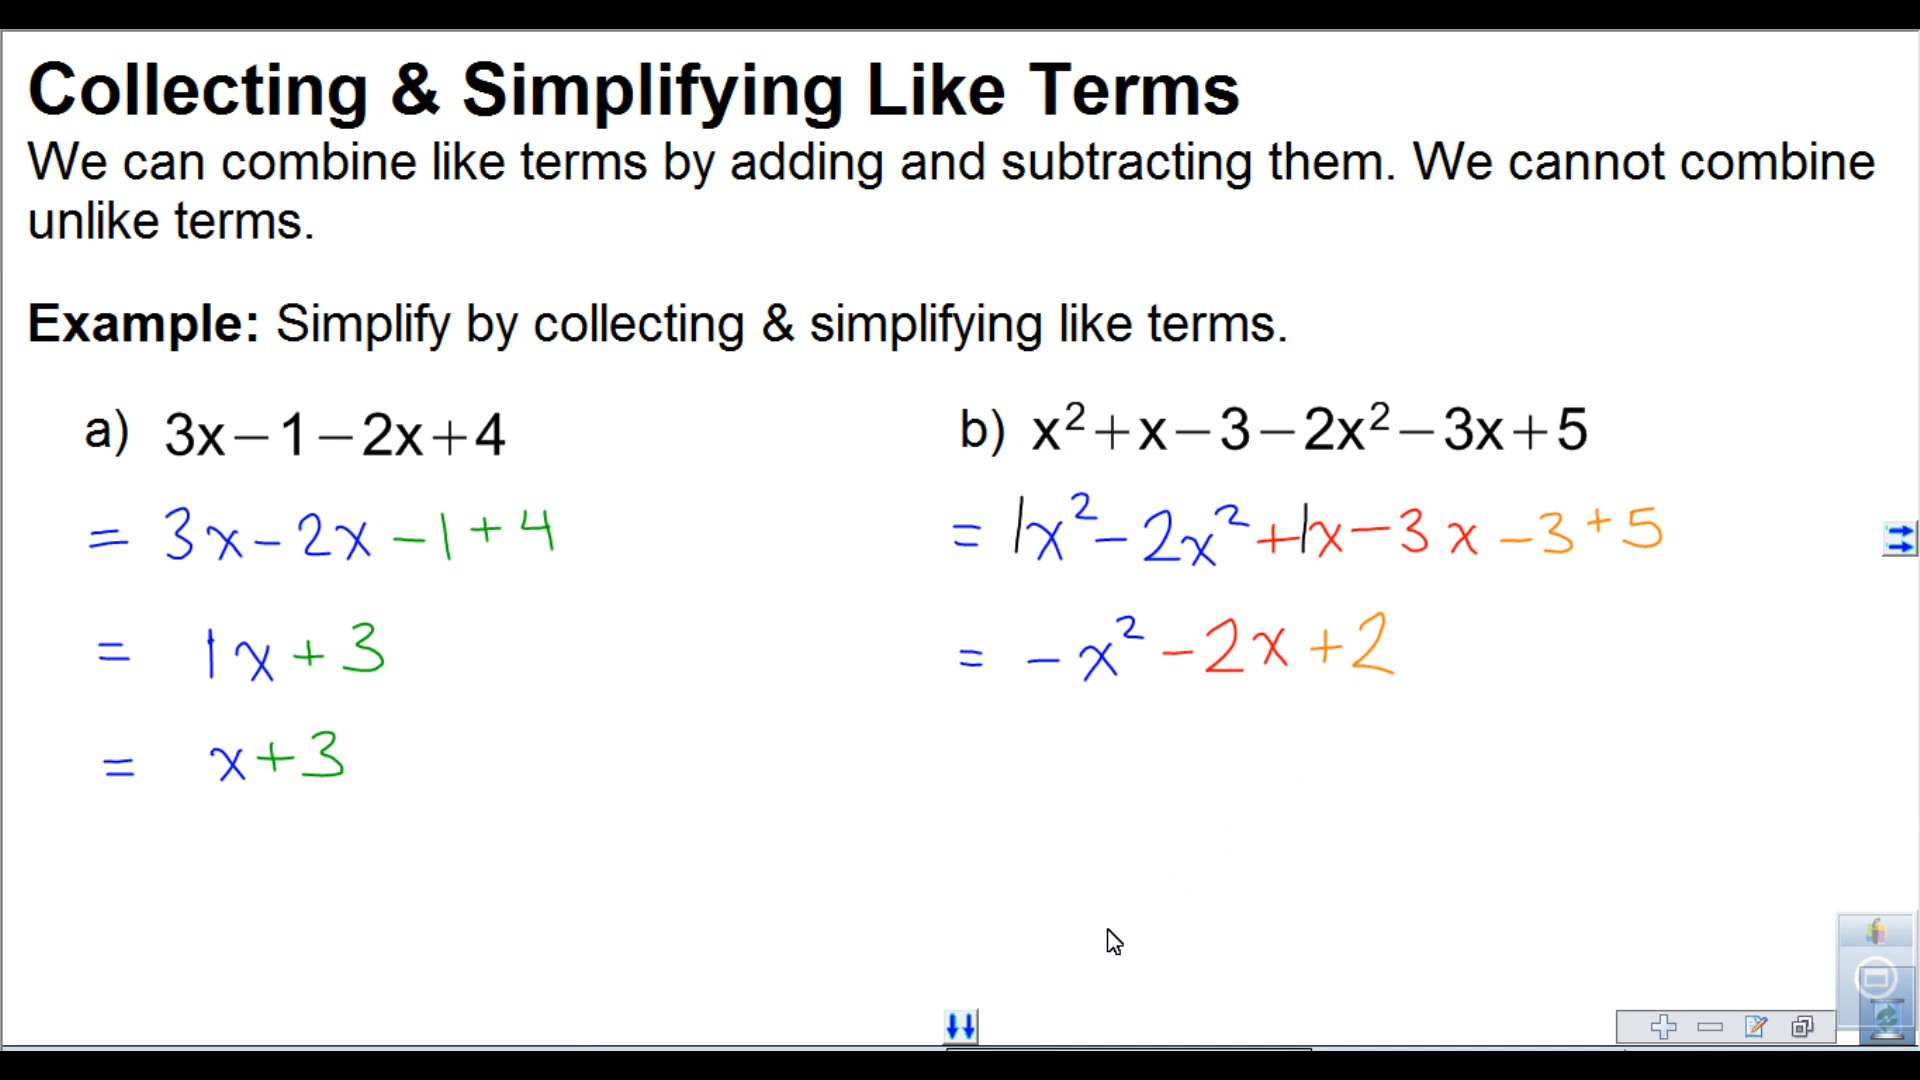 Collecting & Simplifying Like Terms
We can combine like terms by adding and subtracting them. We cannot combine
unlike terms.
Example: Simplify by collecting & simplifying like terms.
a) 3x−1−2x+4
= 3x−2x−1+4
= 1x+3
= x+3
b) x²+x−3−2x²−3x+5
= 1x²−2x²+1x−3x−3+5
= −x²−2x+2